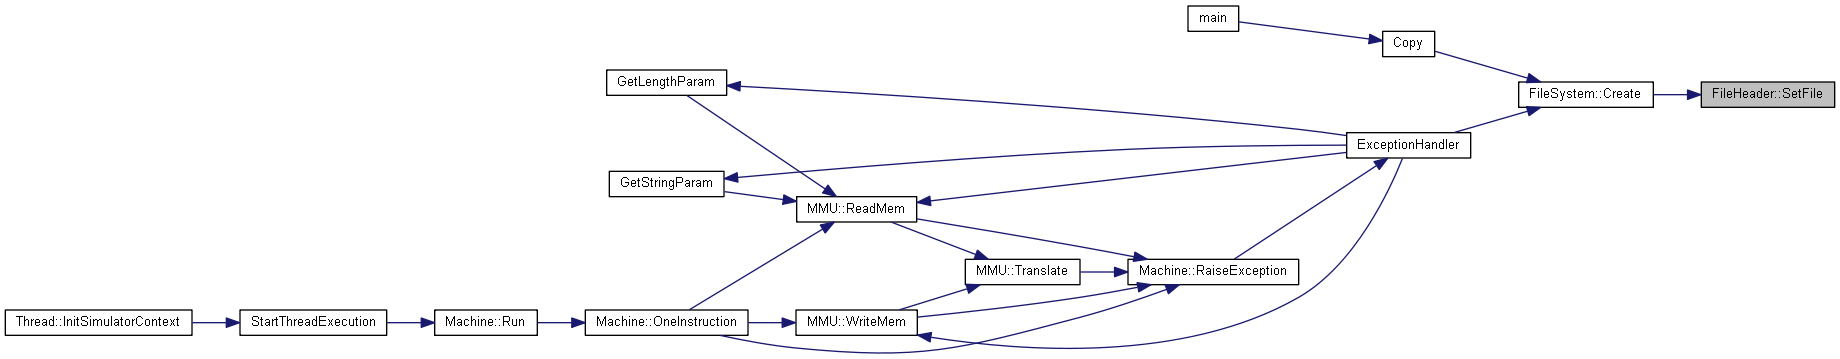 main
Copy
GetLengthParam
FileSystem::Create
FileHeader::SetFile
ExceptionHandler
GetStringParam
MMU::ReadMem
MMU::Translate
Machine::RaiseException
Thread::InitSimulatorContext
StartThreadExecution
Machine::Run
Machine::OneInstruction
MMU::WriteMem